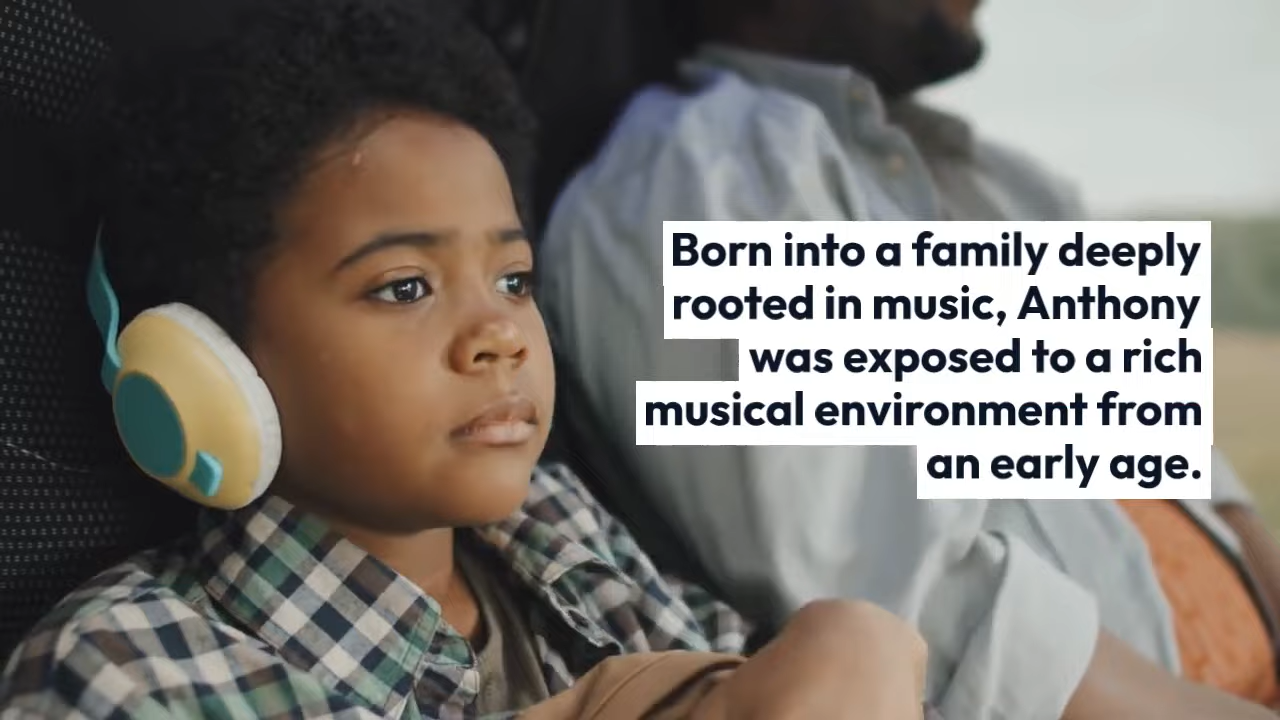 Born into a family deeply
rooted in music, Anthony
was exposed to a rich
musical environment from
an early age.